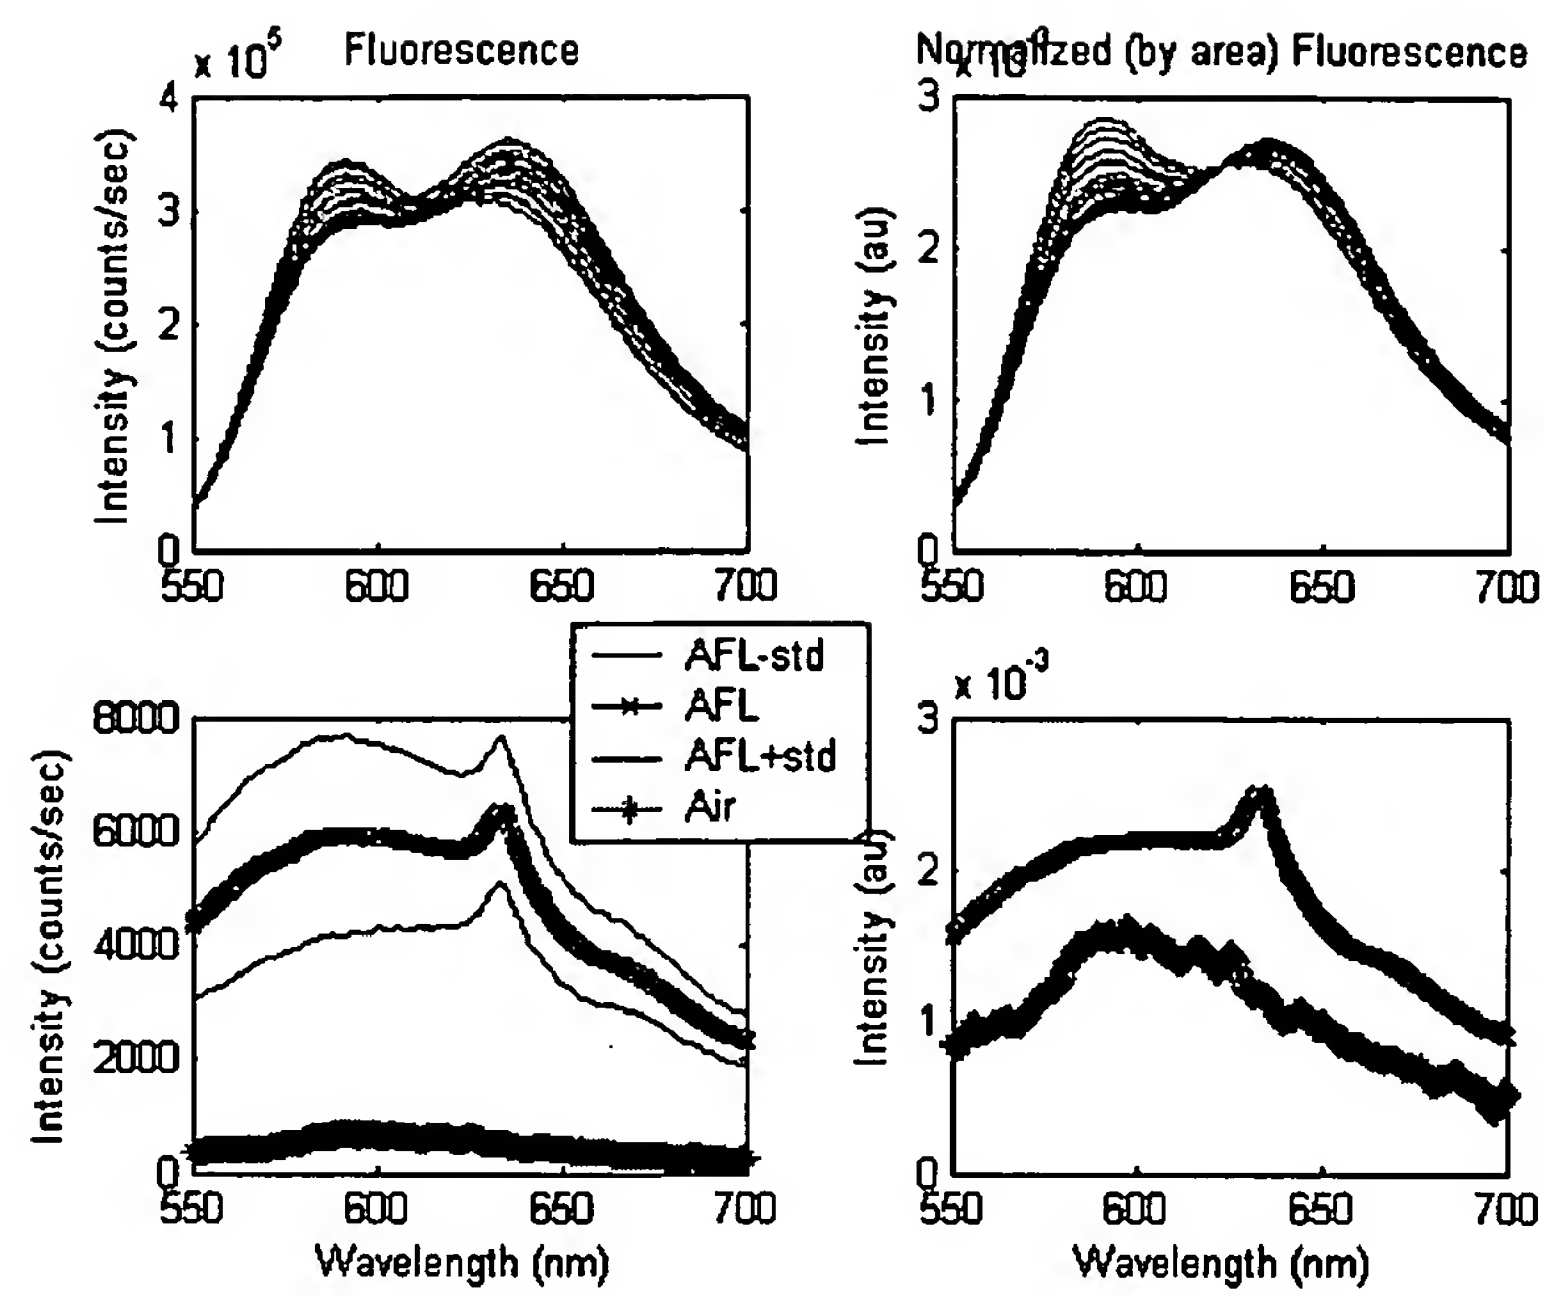 x 10^5 Fluorescence
Intensity (counts/sec)
4
3
2
1
0
550 600 650 700
Normalized (by area) Fluorescence
Intensity (au)
3
2
1
0
550 600 650 700
AFL-std
AFL
AFL+std
Air
Intensity (counts/sec)
8000
6000
4000
2000
0
550 600 650 700
Wavelength (nm)
x 10^-3
Intensity (au)
3
2
1
0
550 600 650 700
Wavelength (nm)